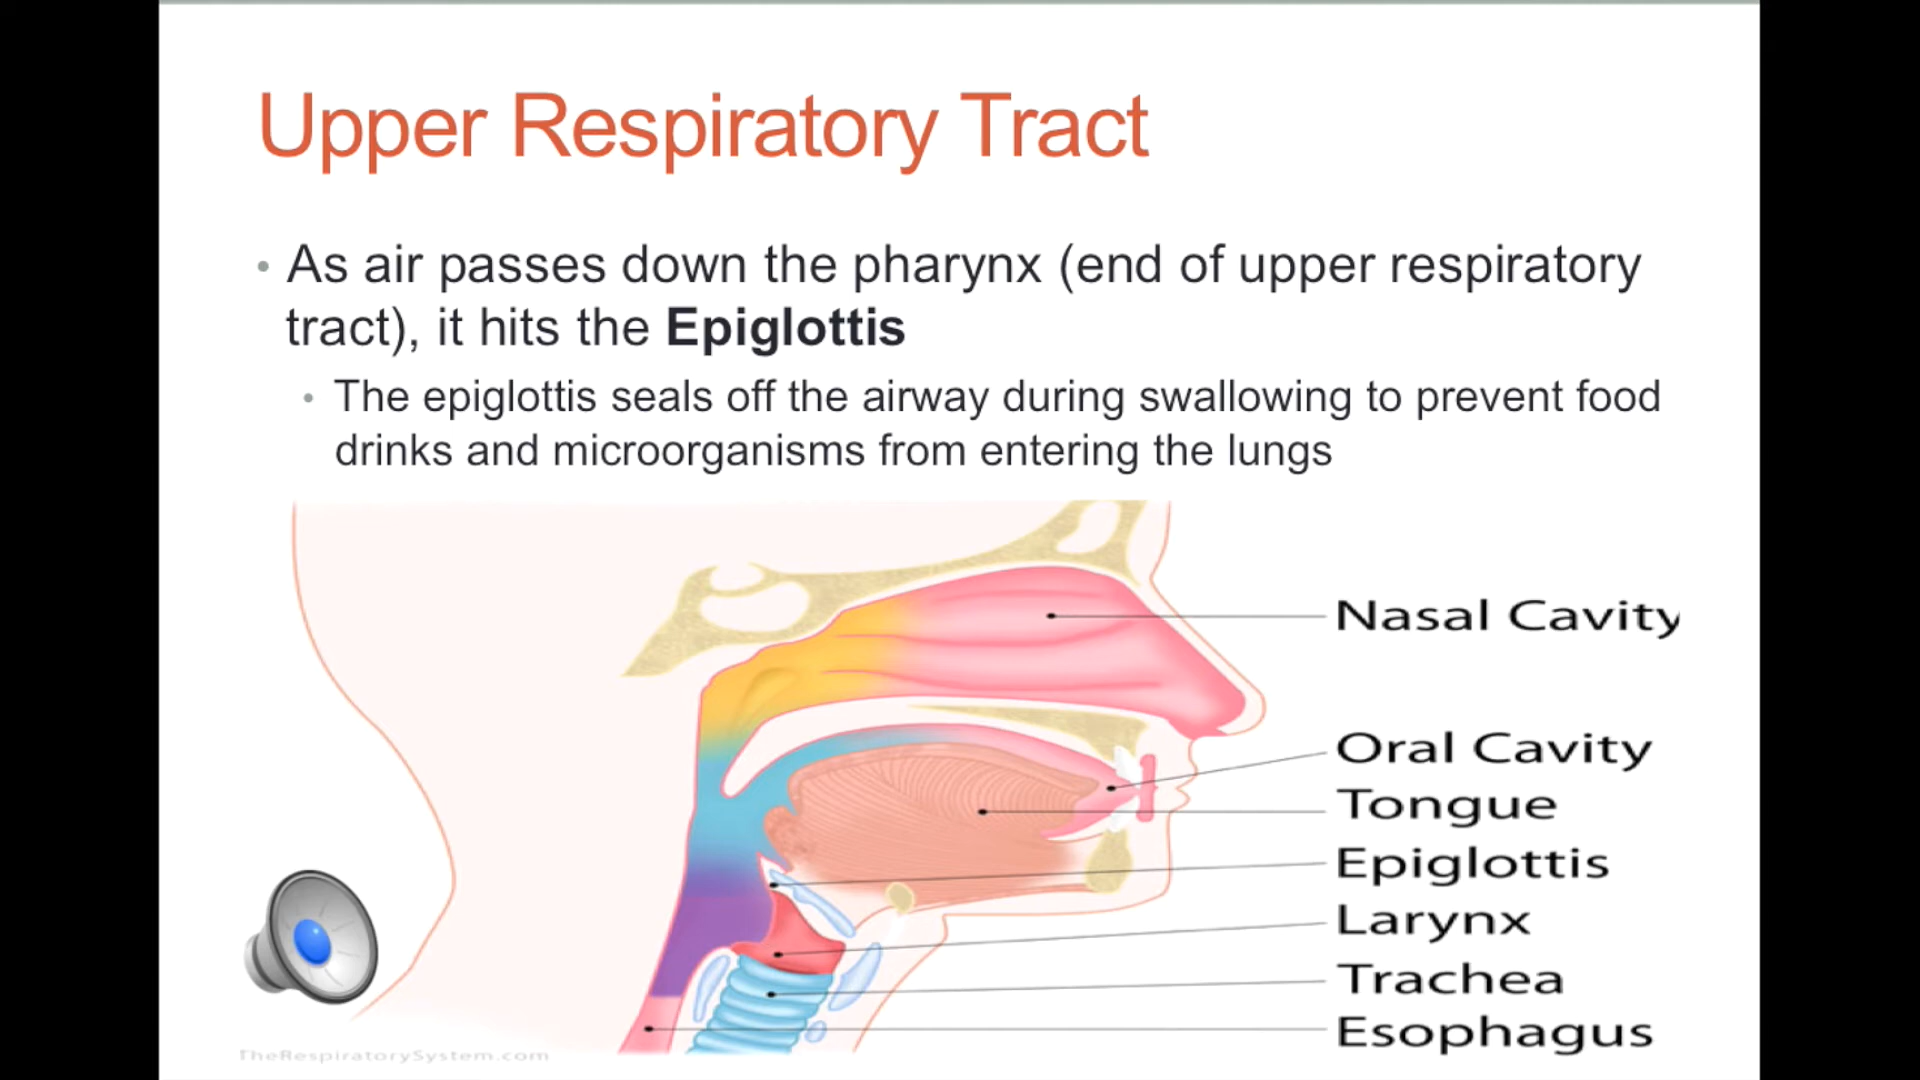 Upper Respiratory Tract
• As air passes down the pharynx (end of upper respiratory
tract), it hits the Epiglottis
• The epiglottis seals off the airway during swallowing to prevent food
drinks and microorganisms from entering the lungs
Nasal Cavity
Oral Cavity
Tongue
Epiglottis
Larynx
Trachea
Esophagus
TheRespiratorySystem.com